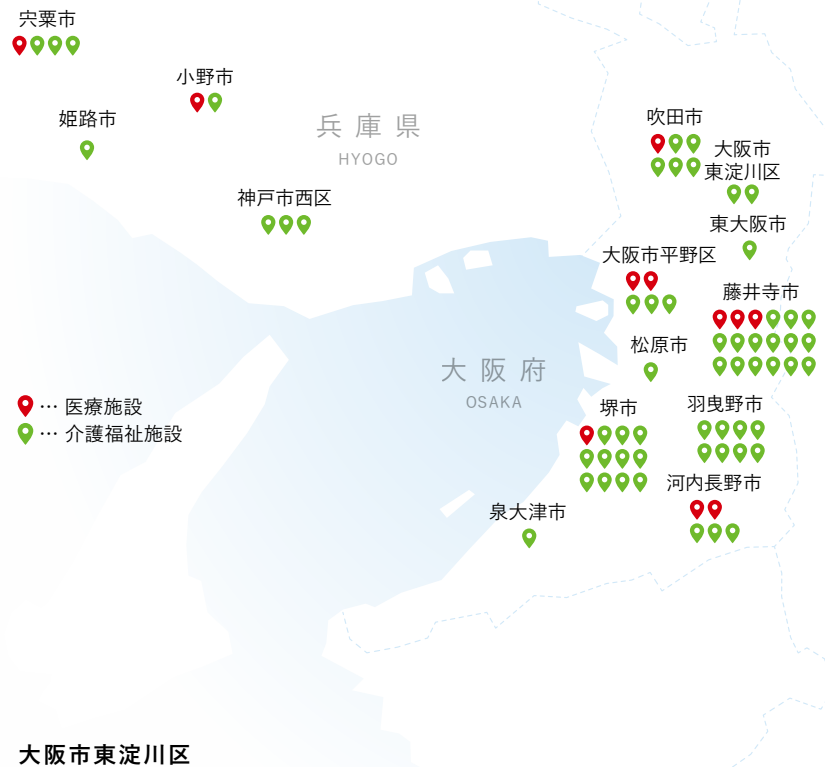 宍粟市
小野市
姫路市
兵庫県
HYOGO
神戸市西区
吹田市
大阪市
東淀川区
東大阪市
大阪市平野区
藤井寺市
松原市
大阪府
OSAKA
堺市
羽曳野市
河内長野市
泉大津市
… 医療施設
… 介護福祉施設
大阪市東淀川区